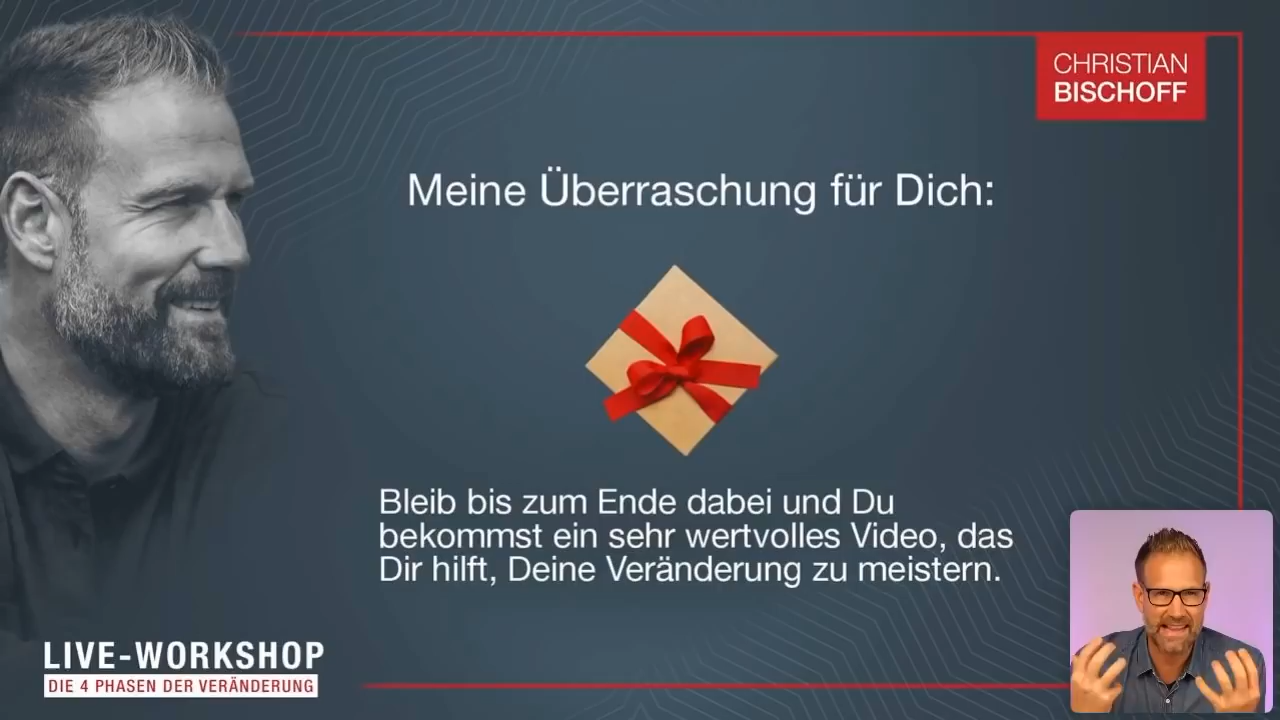 CHRISTIAN
BISCHOFF
Meine Überraschung für Dich:
Bleib bis zum Ende dabei und Du
bekommst ein sehr wertvolles Video, das
Dir hilft, Deine Veränderung zu meistern.
LIVE-WORKSHOP
DIE 4 PHASEN DER VERÄNDERUNG